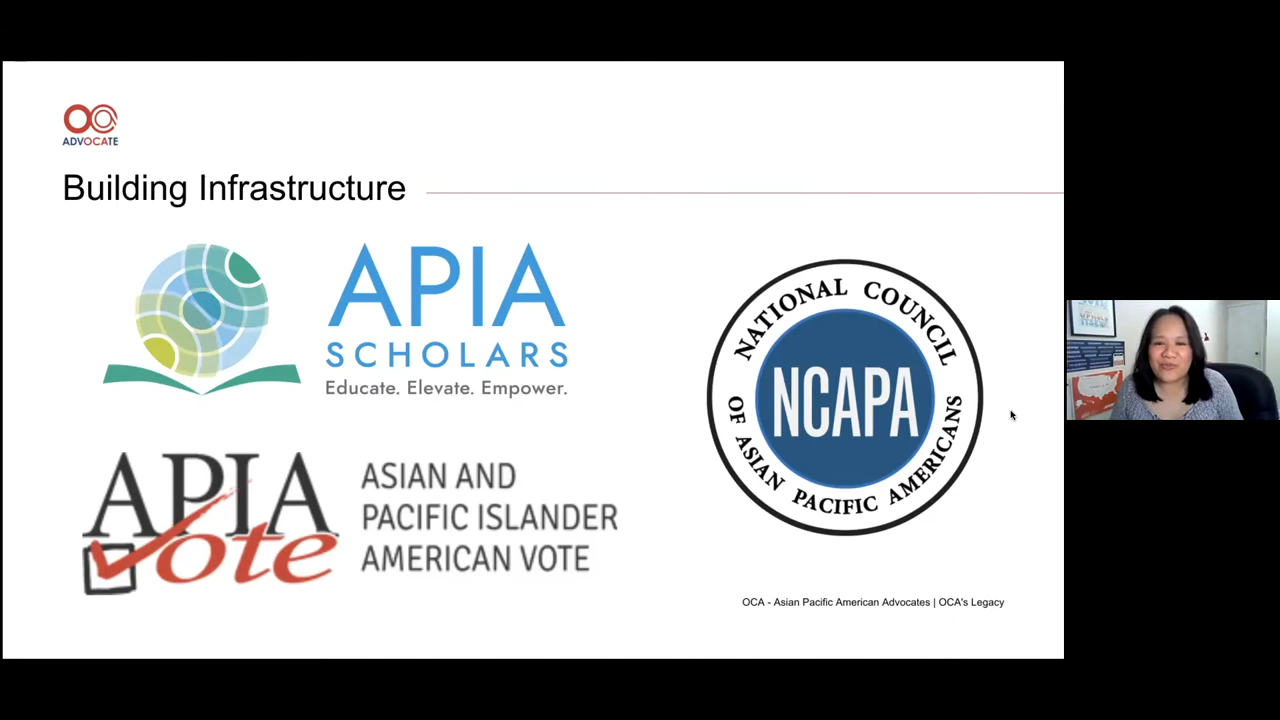 OCA
ADVOCATE
Building Infrastructure
APIA
SCHOLARS
Educate. Elevate. Empower.
NATIONAL COUNCIL
NCAPA
OF ASIAN PACIFIC AMERICANS
APIA
Vote
ASIAN AND
PACIFIC ISLANDER
AMERICAN VOTE
OCA - Asian Pacific American Advocates | OCA's Legacy